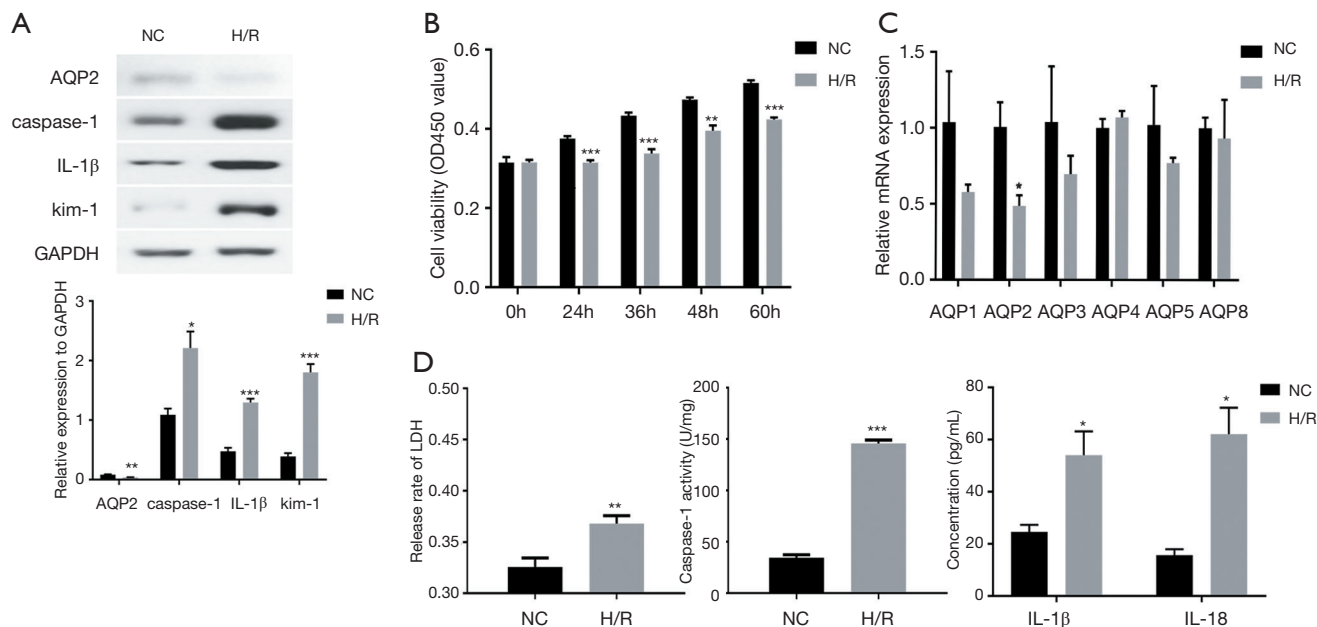 A
NC H/R
AQP2
caspase-1
IL-1β
kim-1
GAPDH
Relative expression to GAPDH
3
2
1
0
NC
H/R
**
*
***
***
AQP2 caspase-1 IL-1β kim-1
B
Cell viability (OD450 value)
0.6
0.4
0.2
0.0
NC
H/R
***
***
**
***
0h 24h 36h 48h 60h
C
Relative mRNA expression
1.5
1.0
0.5
0.0
NC
H/R
*
AQP1 AQP2 AQP3 AQP4 AQP5 AQP8
D
Release rate of LDH
0.50
0.45
0.40
0.35
0.30
**
NC H/R
Caspase-1 activity (U/mg)
200
150
100
50
0
***
NC H/R
Concentration (pg/mL)
80
60
40
20
0
NC
H/R
*
*
IL-1β IL-18